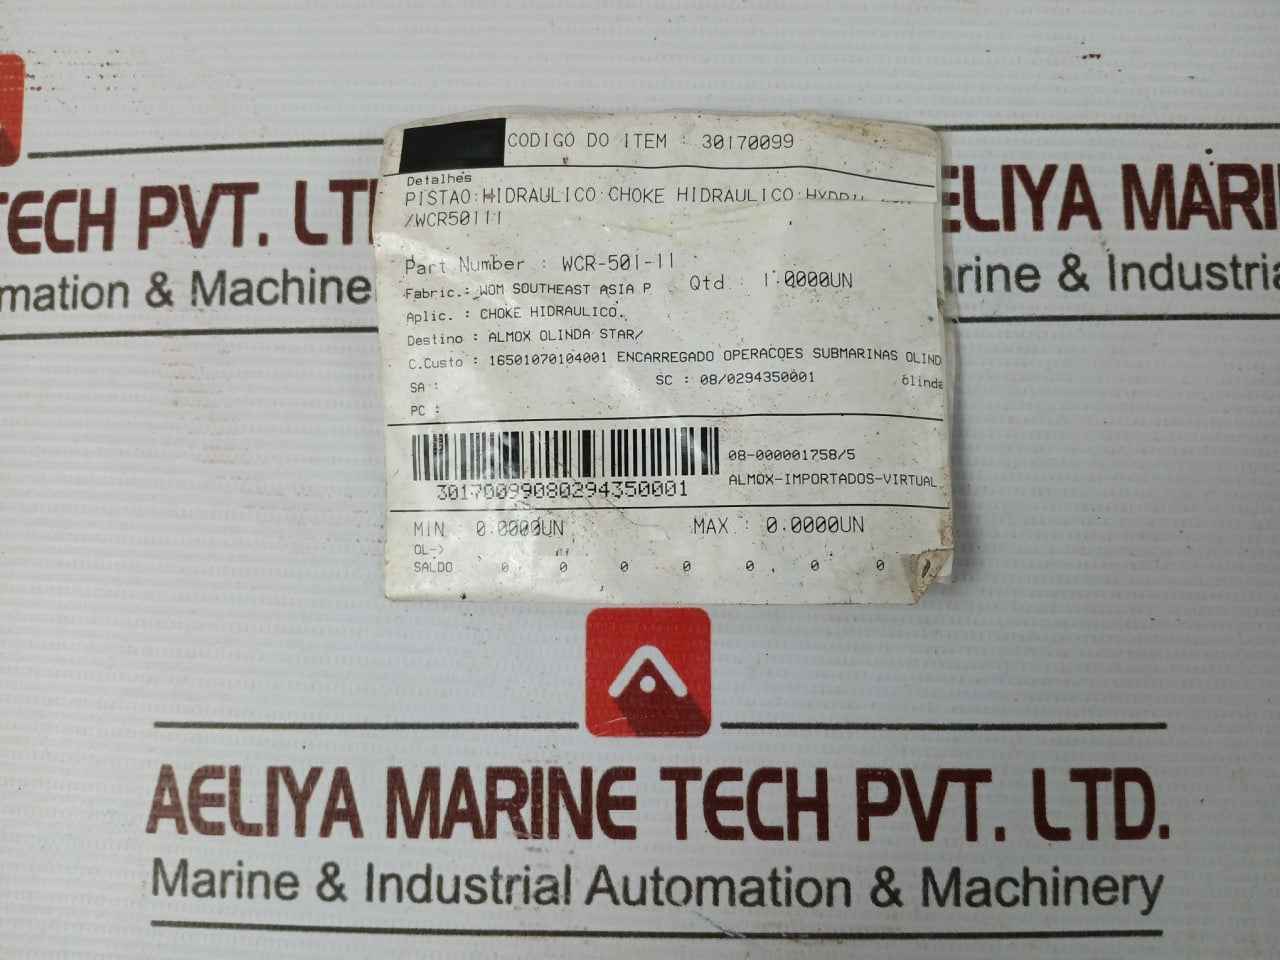 CODIGO DO ITEM : 30170099
Detalhes
PISTAO:HIDRAULICO CHOKE HIDRAULICO
/WCR50111
Part Number : WCR-501-11
Qtd : 1.0000UN
Fabric.: WOM SOUTHEAST ASIA P
Aplic. : CHOKE HIDRAULICO.
Destino : ALMOX OLINDA STAR/
C.Custo : 16501070104001 ENCARREGADO OPERACOES SUBMARINAS OLIND
SA :
SC : 08/0294350001
olinda
PC :
08-000001758/5
ALMOX-IMPORTADOS-VIRTUAL
30170099080294350001
MIN : 0.0000UN
MAX : 0.0000UN
OL->
SALDO 0 0 0 0 0 0 0
TECH PVT. LT
mation & Machine
ELIYA MARIN
rine & Industria
AELIYA MARINE TECH PVT. LTD.
Marine & Industrial Automation & Machinery